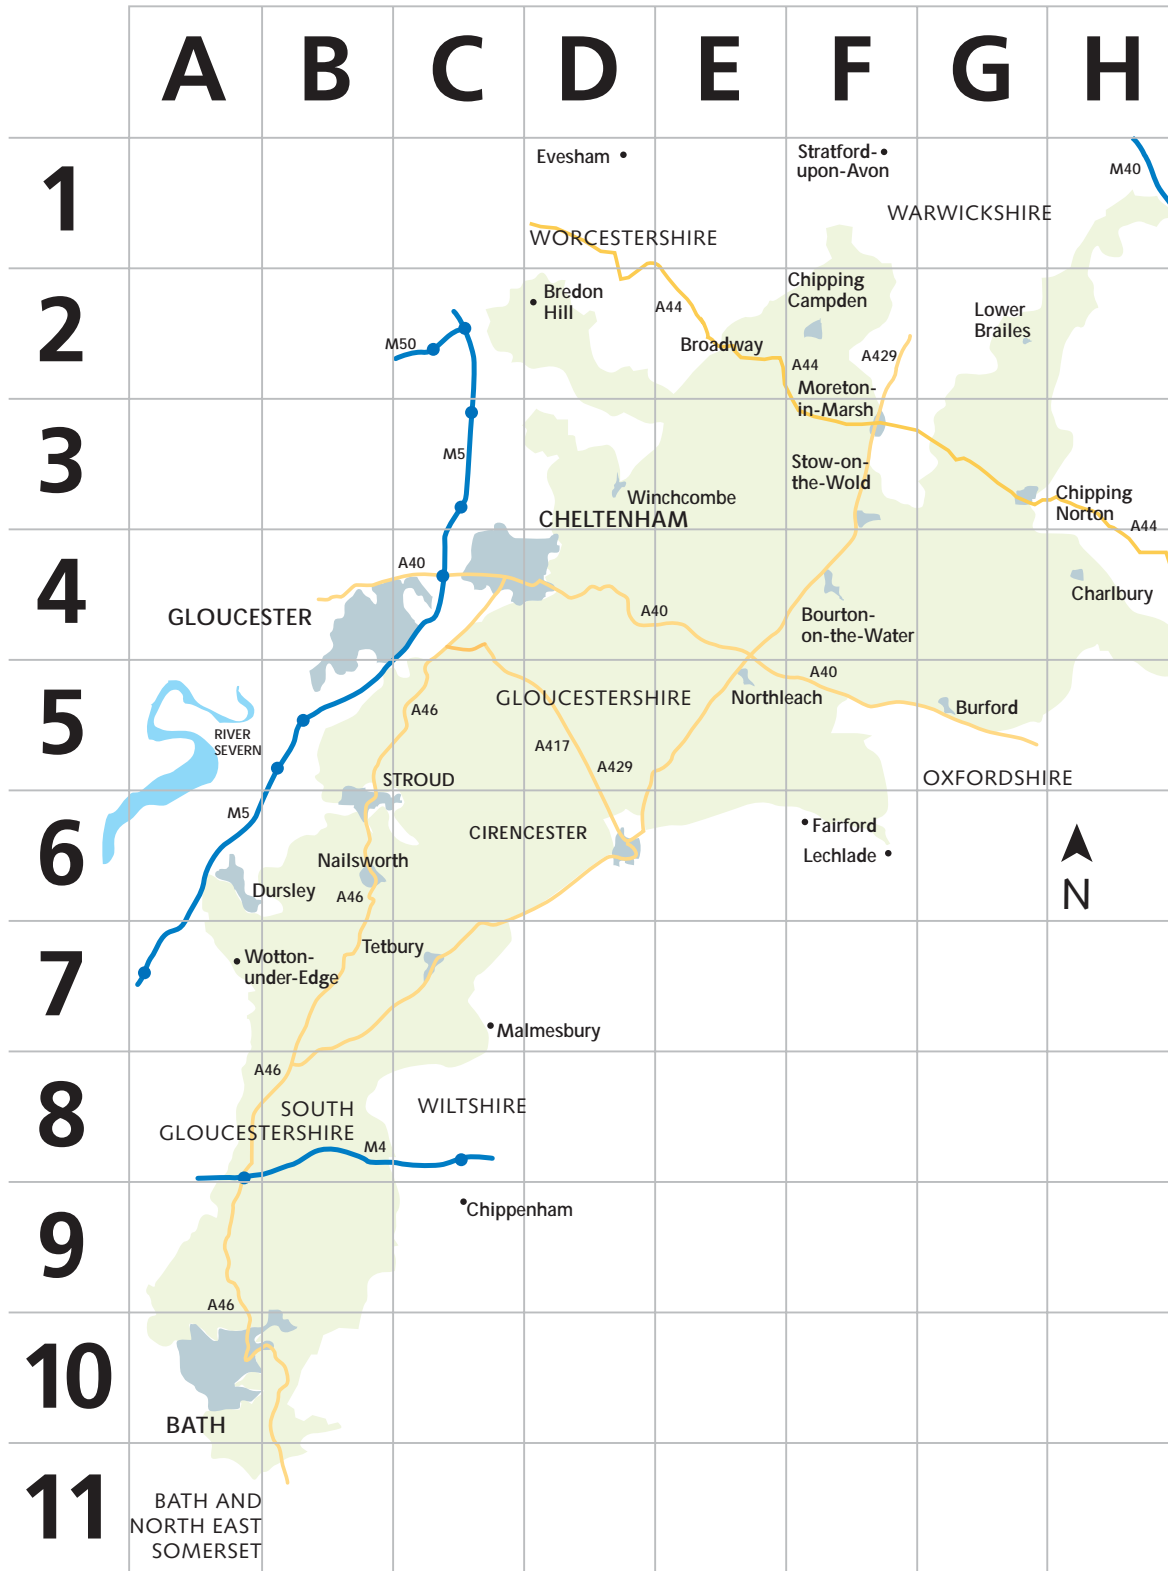 A B C D E F G H
1
Evesham
Stratford-
upon-Avon
M40
WARWICKSHIRE
WORCESTERSHIRE
2
Bredon
Hill
Chipping
Campden
A44
Lower
Brailes
M50
Broadway
A44
A429
Moreton-
in-Marsh
3
M5
Stow-on-
the-Wold
Winchcombe
Chipping
Norton
CHELTENHAM
A44
4
A40
Charlbury
GLOUCESTER
A40
Bourton-
on-the-Water
5
A40
GLOUCESTERSHIRE
Northleach
Burford
A46
RIVER
SEVERN
A417
A429
STROUD
OXFORDSHIRE
6
M5
CIRENCESTER
Fairford
Lechlade
Nailsworth
Dursley
A46
N
7
Tetbury
Wotton-
under-Edge
Malmesbury
8
A46
SOUTH
GLOUCESTERSHIRE
WILTSHIRE
M4
9
Chippenham
A46
10
BATH
11
BATH AND
NORTH EAST
SOMERSET